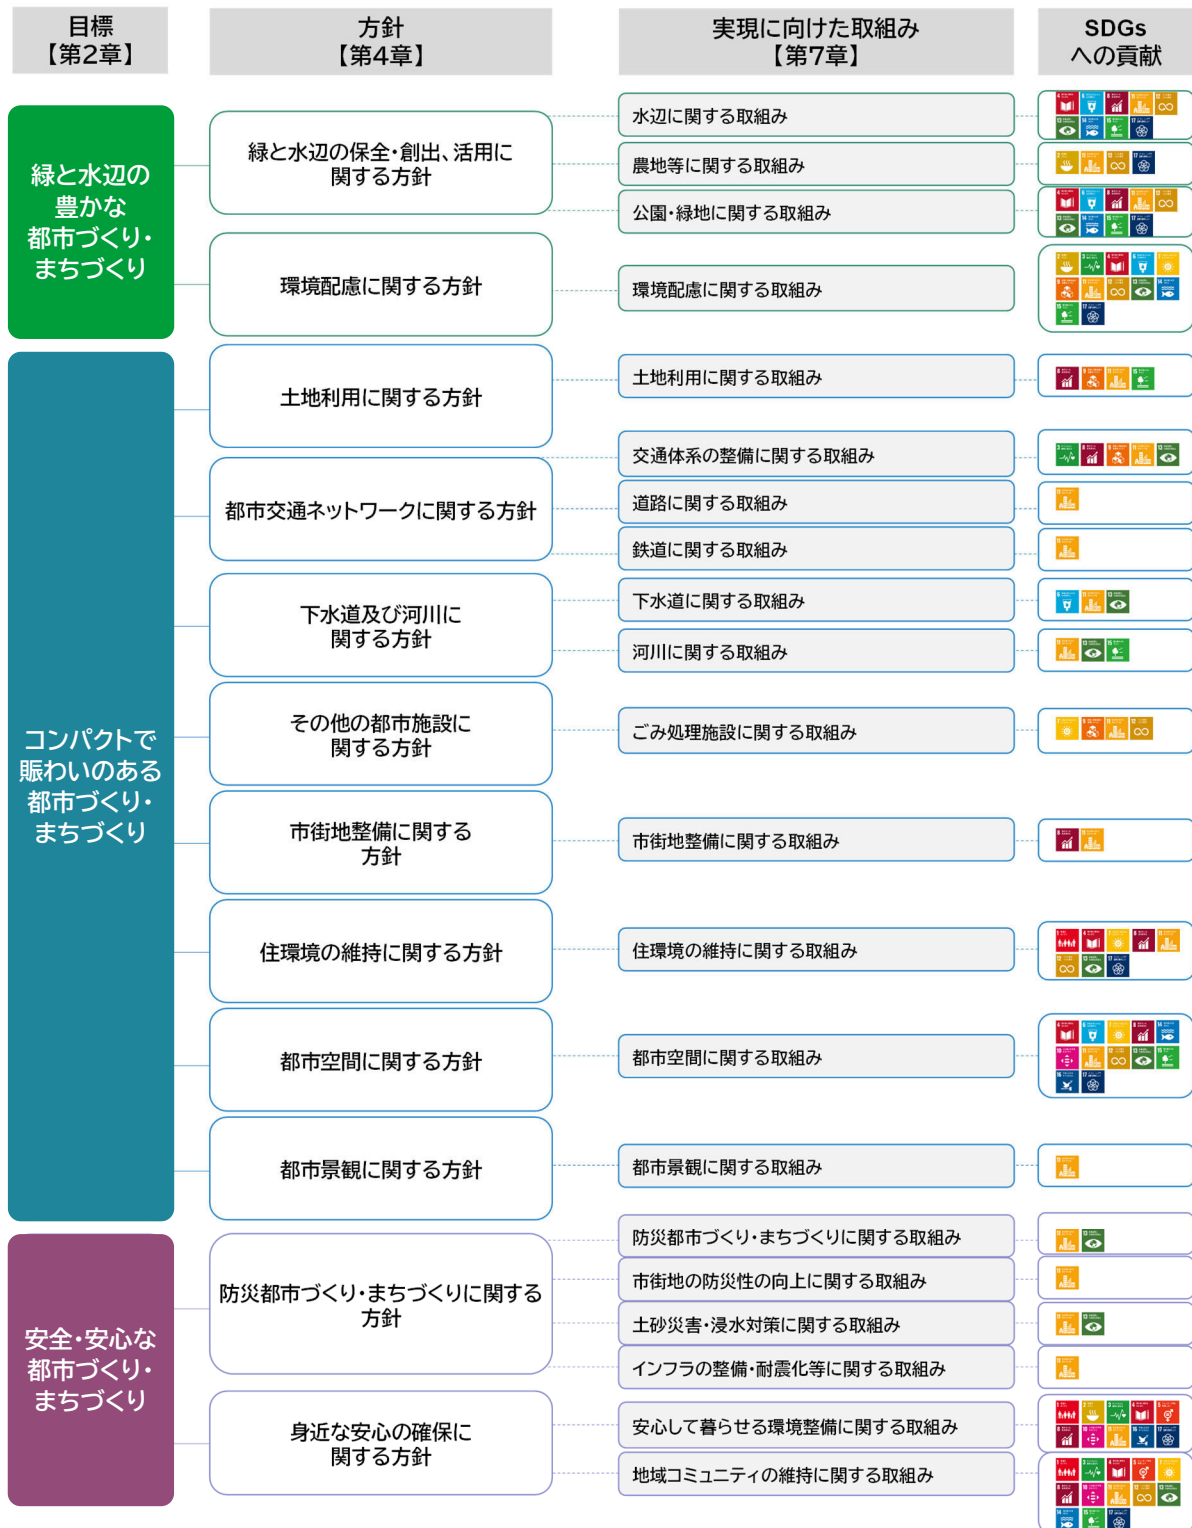 目標
【第2章】
方針
【第4章】
実現に向けた取組み
【第7章】
SDGs
への貢献
緑と水辺の
豊かな
都市づくり・
まちづくり
緑と水辺の保全・創出、活用に
関する方針
水辺に関する取組み
農地等に関する取組み
公園・緑地に関する取組み
環境配慮に関する方針
環境配慮に関する取組み
コンパクトで
賑わいのある
都市づくり・
まちづくり
土地利用に関する方針
土地利用に関する取組み
都市交通ネットワークに関する方針
交通体系の整備に関する取組み
道路に関する取組み
鉄道に関する取組み
下水道及び河川に
関する方針
下水道に関する取組み
河川に関する取組み
その他の都市施設に
関する方針
ごみ処理施設に関する取組み
市街地整備に関する
方針
市街地整備に関する取組み
住環境の維持に関する方針
住環境の維持に関する取組み
都市空間に関する方針
都市空間に関する取組み
都市景観に関する方針
都市景観に関する取組み
安全・安心な
都市づくり・
まちづくり
防災都市づくり・まちづくりに関する
方針
防災都市づくり・まちづくりに関する取組み
市街地の防災性の向上に関する取組み
土砂災害・浸水対策に関する取組み
インフラの整備・耐震化等に関する取組み
身近な安心の確保に
関する方針
安心して暮らせる環境整備に関する取組み
地域コミュニティの維持に関する取組み